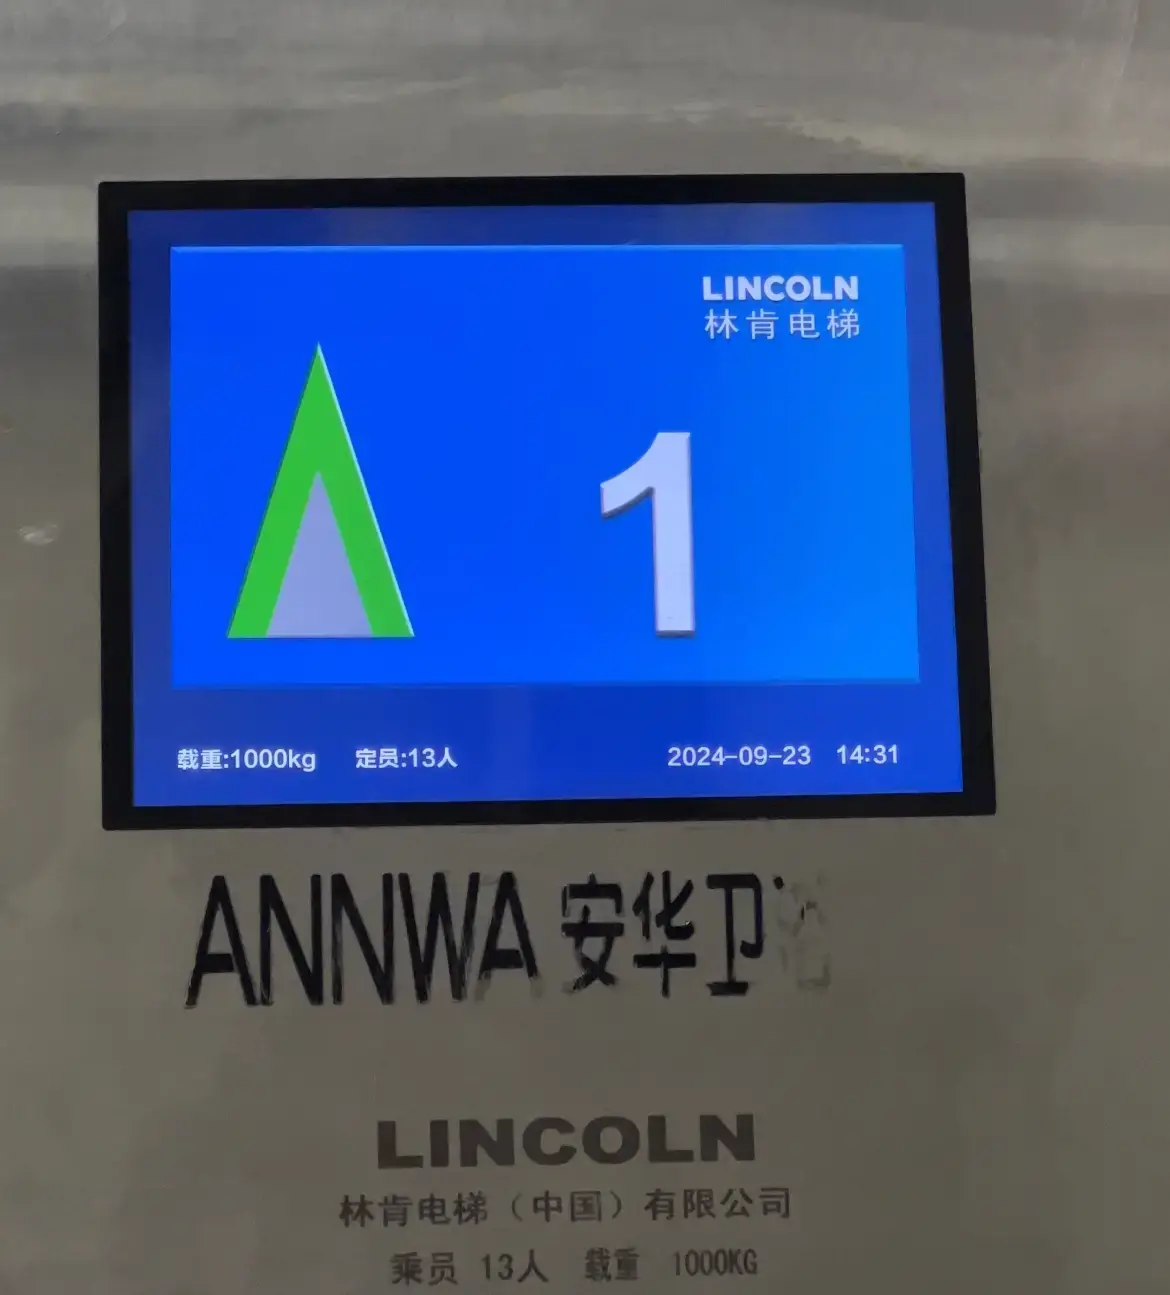 LINCOLN
林肯电梯
1
载重:1000kg 定员:13人 2024-09-23 14:31
ANNWA 安华卫
LINCOLN
林肯电梯（中国）有限公司
乘员 13人 载重 1000KG